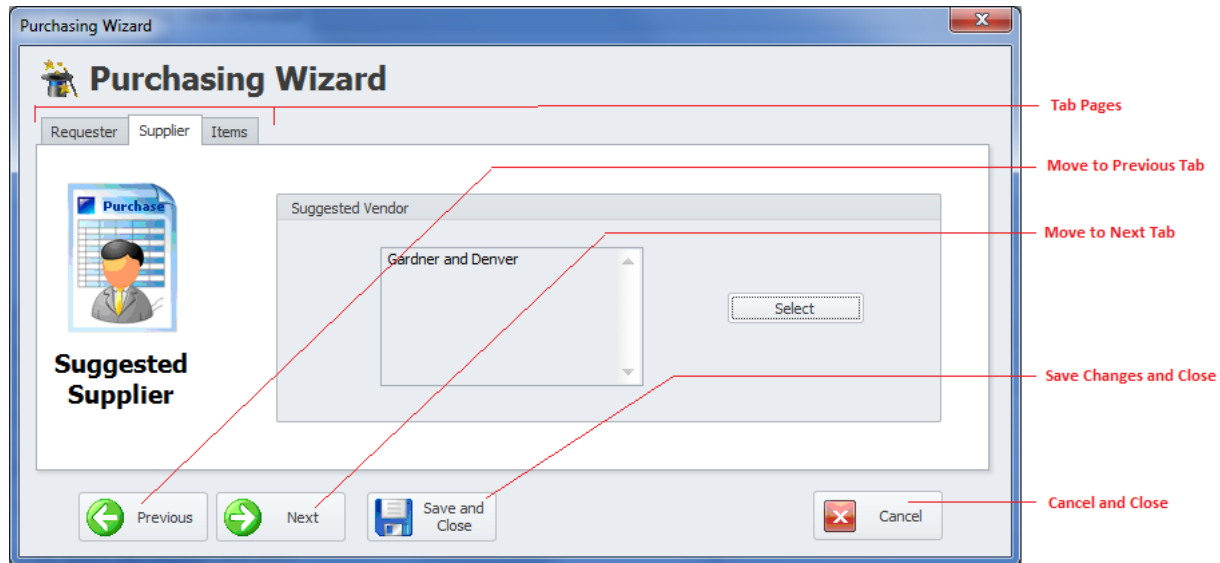 Purchasing Wizard
Purchasing Wizard
Tab Pages
Requester Supplier Items
Move to Previous Tab
Purchase
Suggested Vendor
Move to Next Tab
Gardner and Denver
Select
Suggested
Supplier
Save Changes and Close
Previous
Next
Save and
Close
Cancel
Cancel and Close